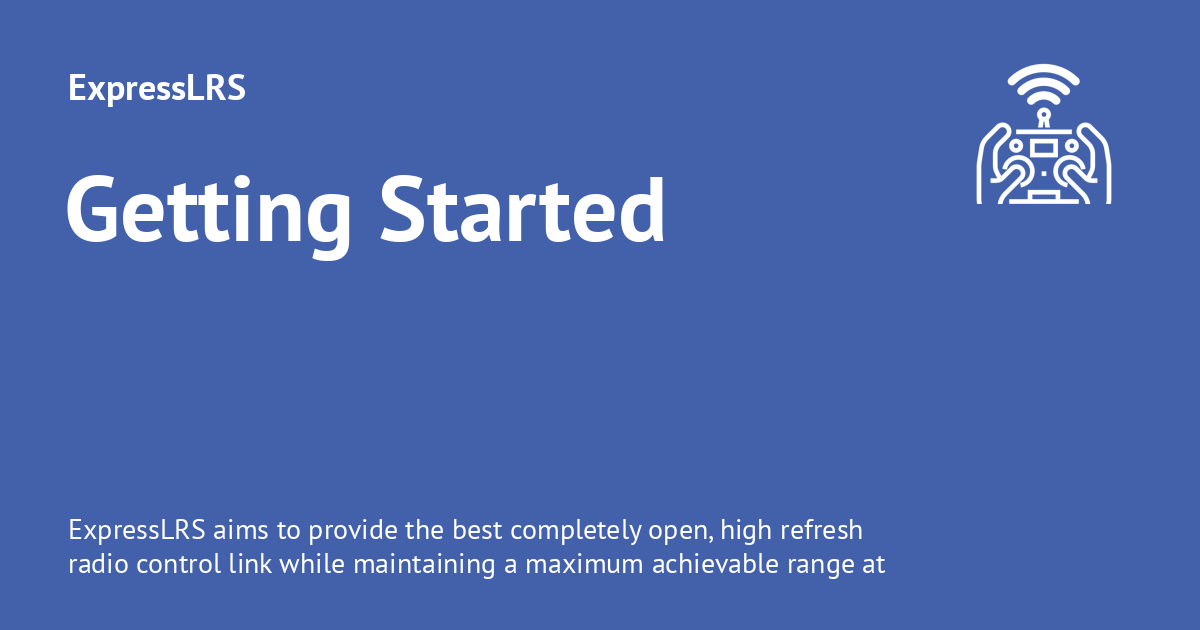 ExpressLRS
Getting Started
ExpressLRS aims to provide the best completely open, high refresh
radio control link while maintaining a maximum achievable range at